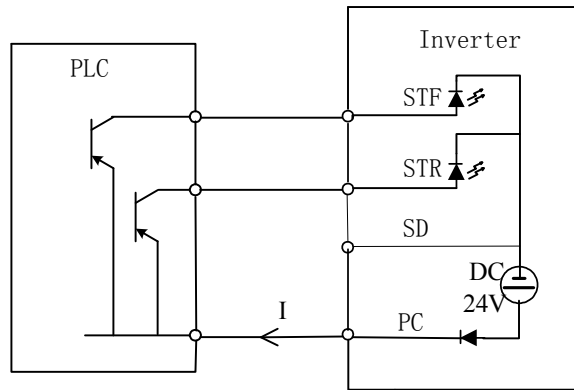 Inverter
PLC
STF
STR
SD
DC
24V
I
PC